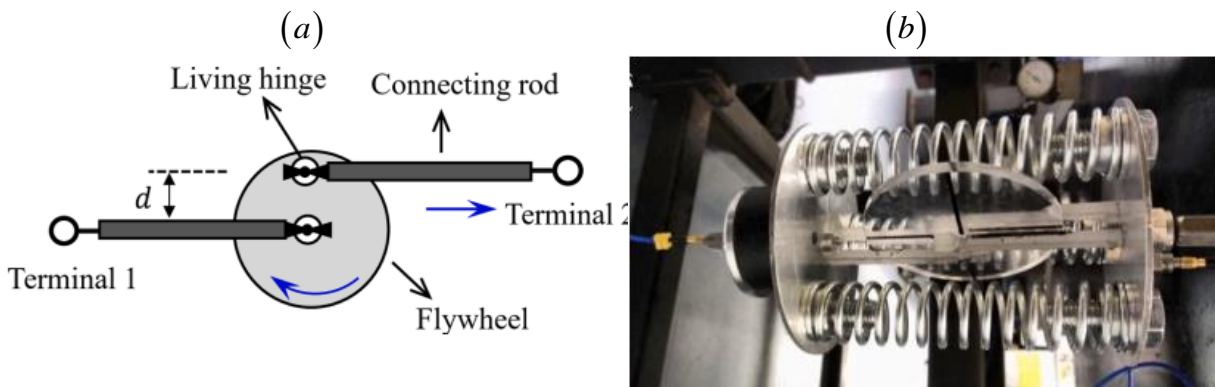 (a)
(b)
Living hinge
Connecting rod
d
Terminal 1
Terminal 2
Flywheel